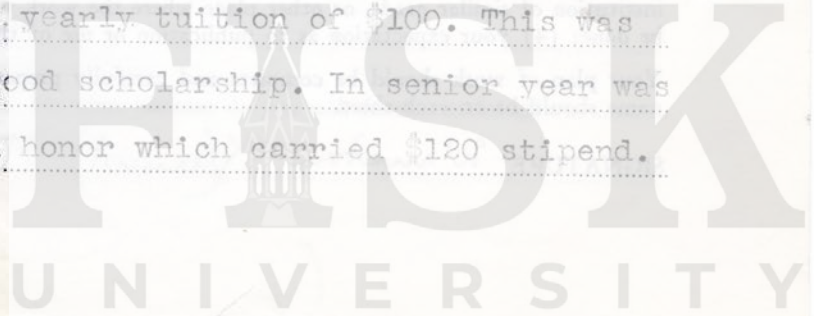 yearly tuition of $100. This was
ood scholarship. In senior year was
honor which carried $120 stipend.
FISK
UNIVERSITY